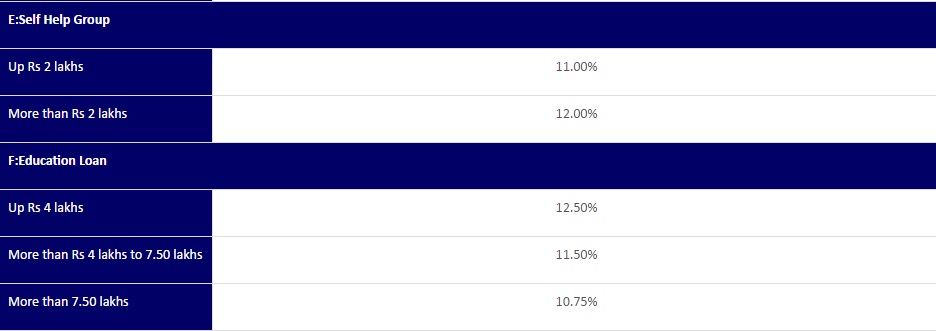 E:Self Help Group
Up Rs 2 lakhs 11.00%
More than Rs 2 lakhs 12.00%
F:Education Loan
Up Rs 4 lakhs 12.50%
More than Rs 4 lakhs to 7.50 lakhs 11.50%
More than 7.50 lakhs 10.75%